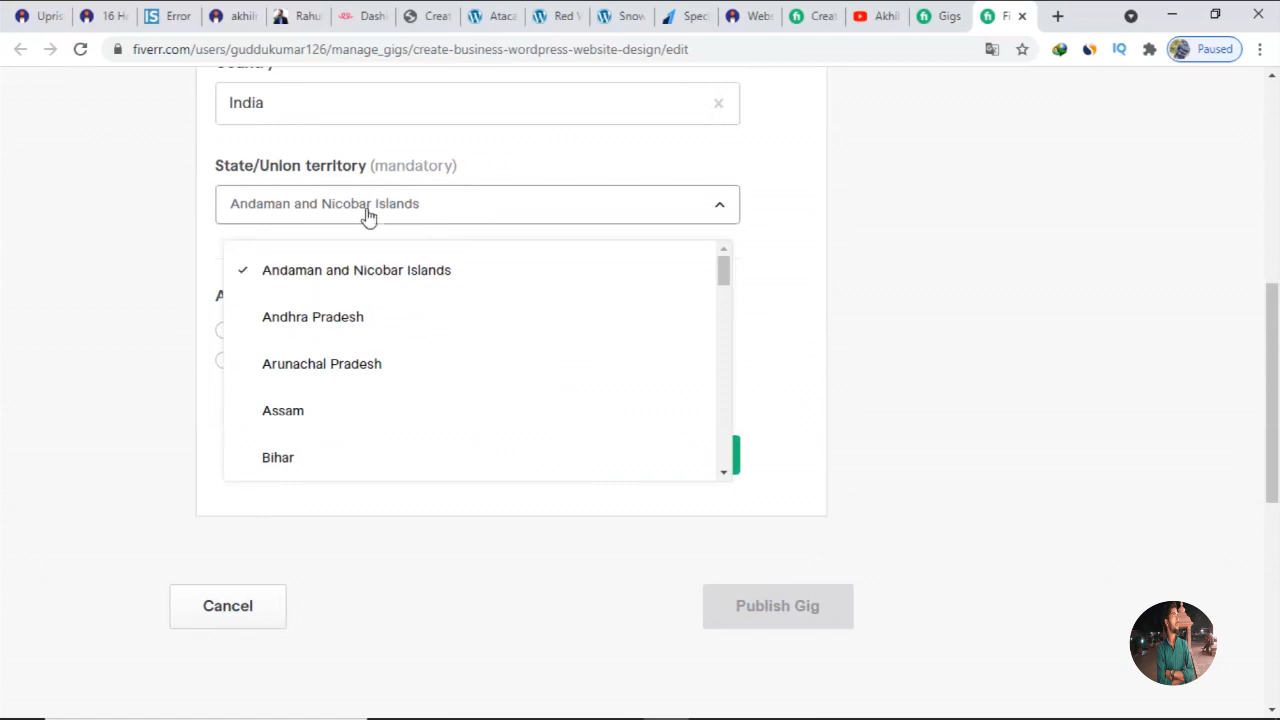 Upris
16 H
Error
akhil
Rahu
Dash
Creat
Ataca
Red V
Snow
Spec
Webs
Creat
Akhil
Gigs
Fi
fiverr.com/users/guddukumar126/manage_gigs/create-business-wordpress-website-design/edit
IQ
Paused
India
State/Union territory (mandatory)
Andaman and Nicobar Islands
Andaman and Nicobar Islands
Andhra Pradesh
Arunachal Pradesh
Assam
Bihar
Cancel
Publish Gig